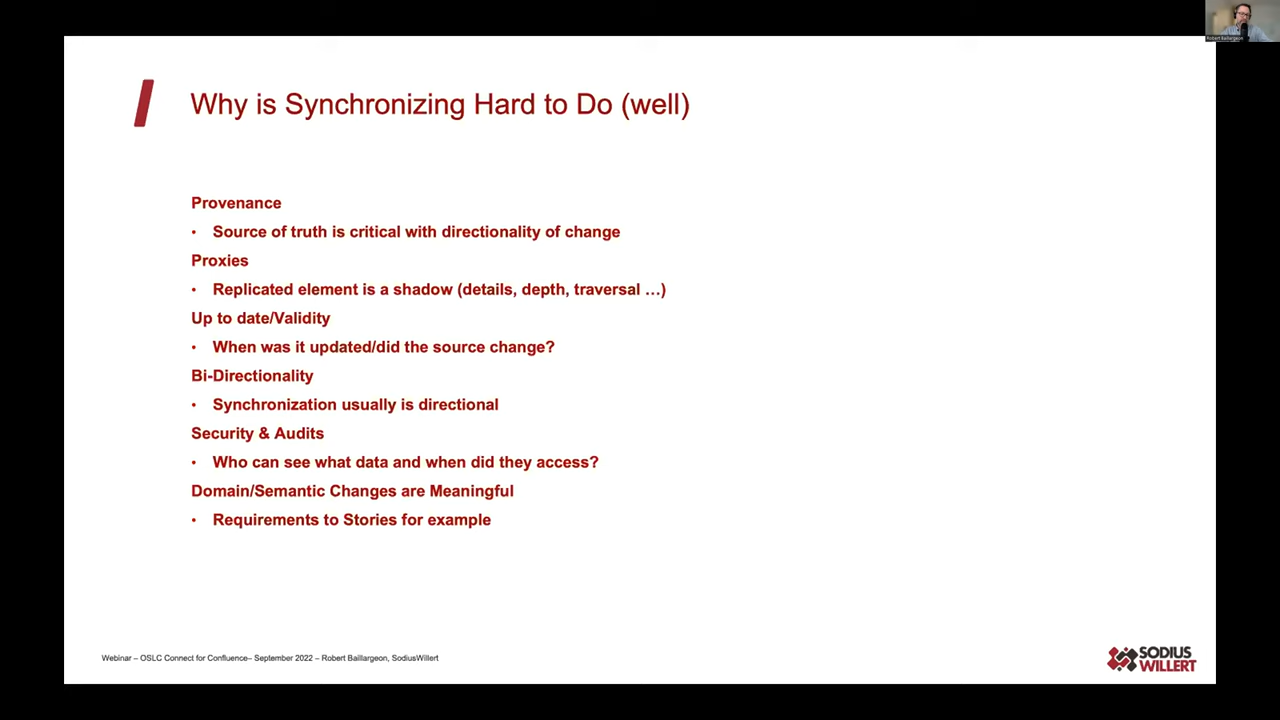 Robert Baillargeon
Why is Synchronizing Hard to Do (well)
Provenance
• Source of truth is critical with directionality of change
Proxies
• Replicated element is a shadow (details, depth, traversal …)
Up to date/Validity
• When was it updated/did the source change?
Bi-Directionality
• Synchronization usually is directional
Security & Audits
• Who can see what data and when did they access?
Domain/Semantic Changes are Meaningful
• Requirements to Stories for example
Webinar – OSLC Connect for Confluence– September 2022 – Robert Baillargeon, SodiusWillert
SODIUS
WILLERT